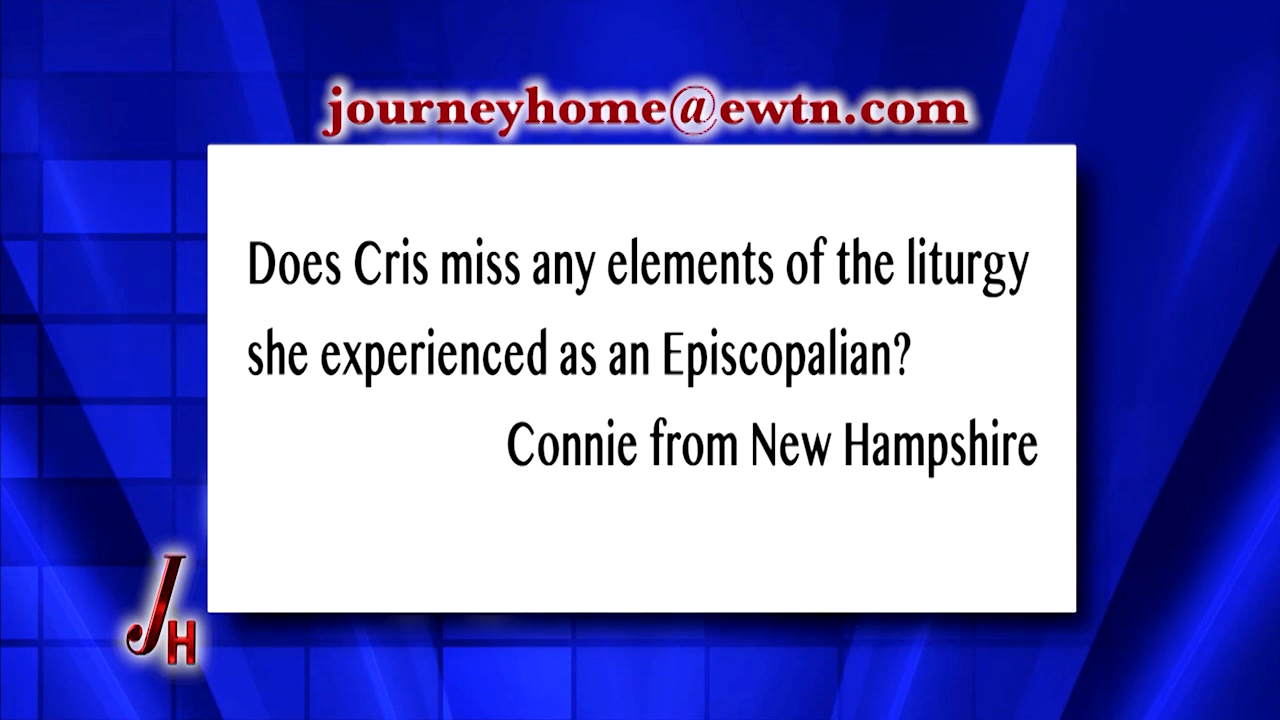 journeyhome@ewtn.com
Does Cris miss any elements of the liturgy
she experienced as an Episcopalian?
Connie from New Hampshire
JH